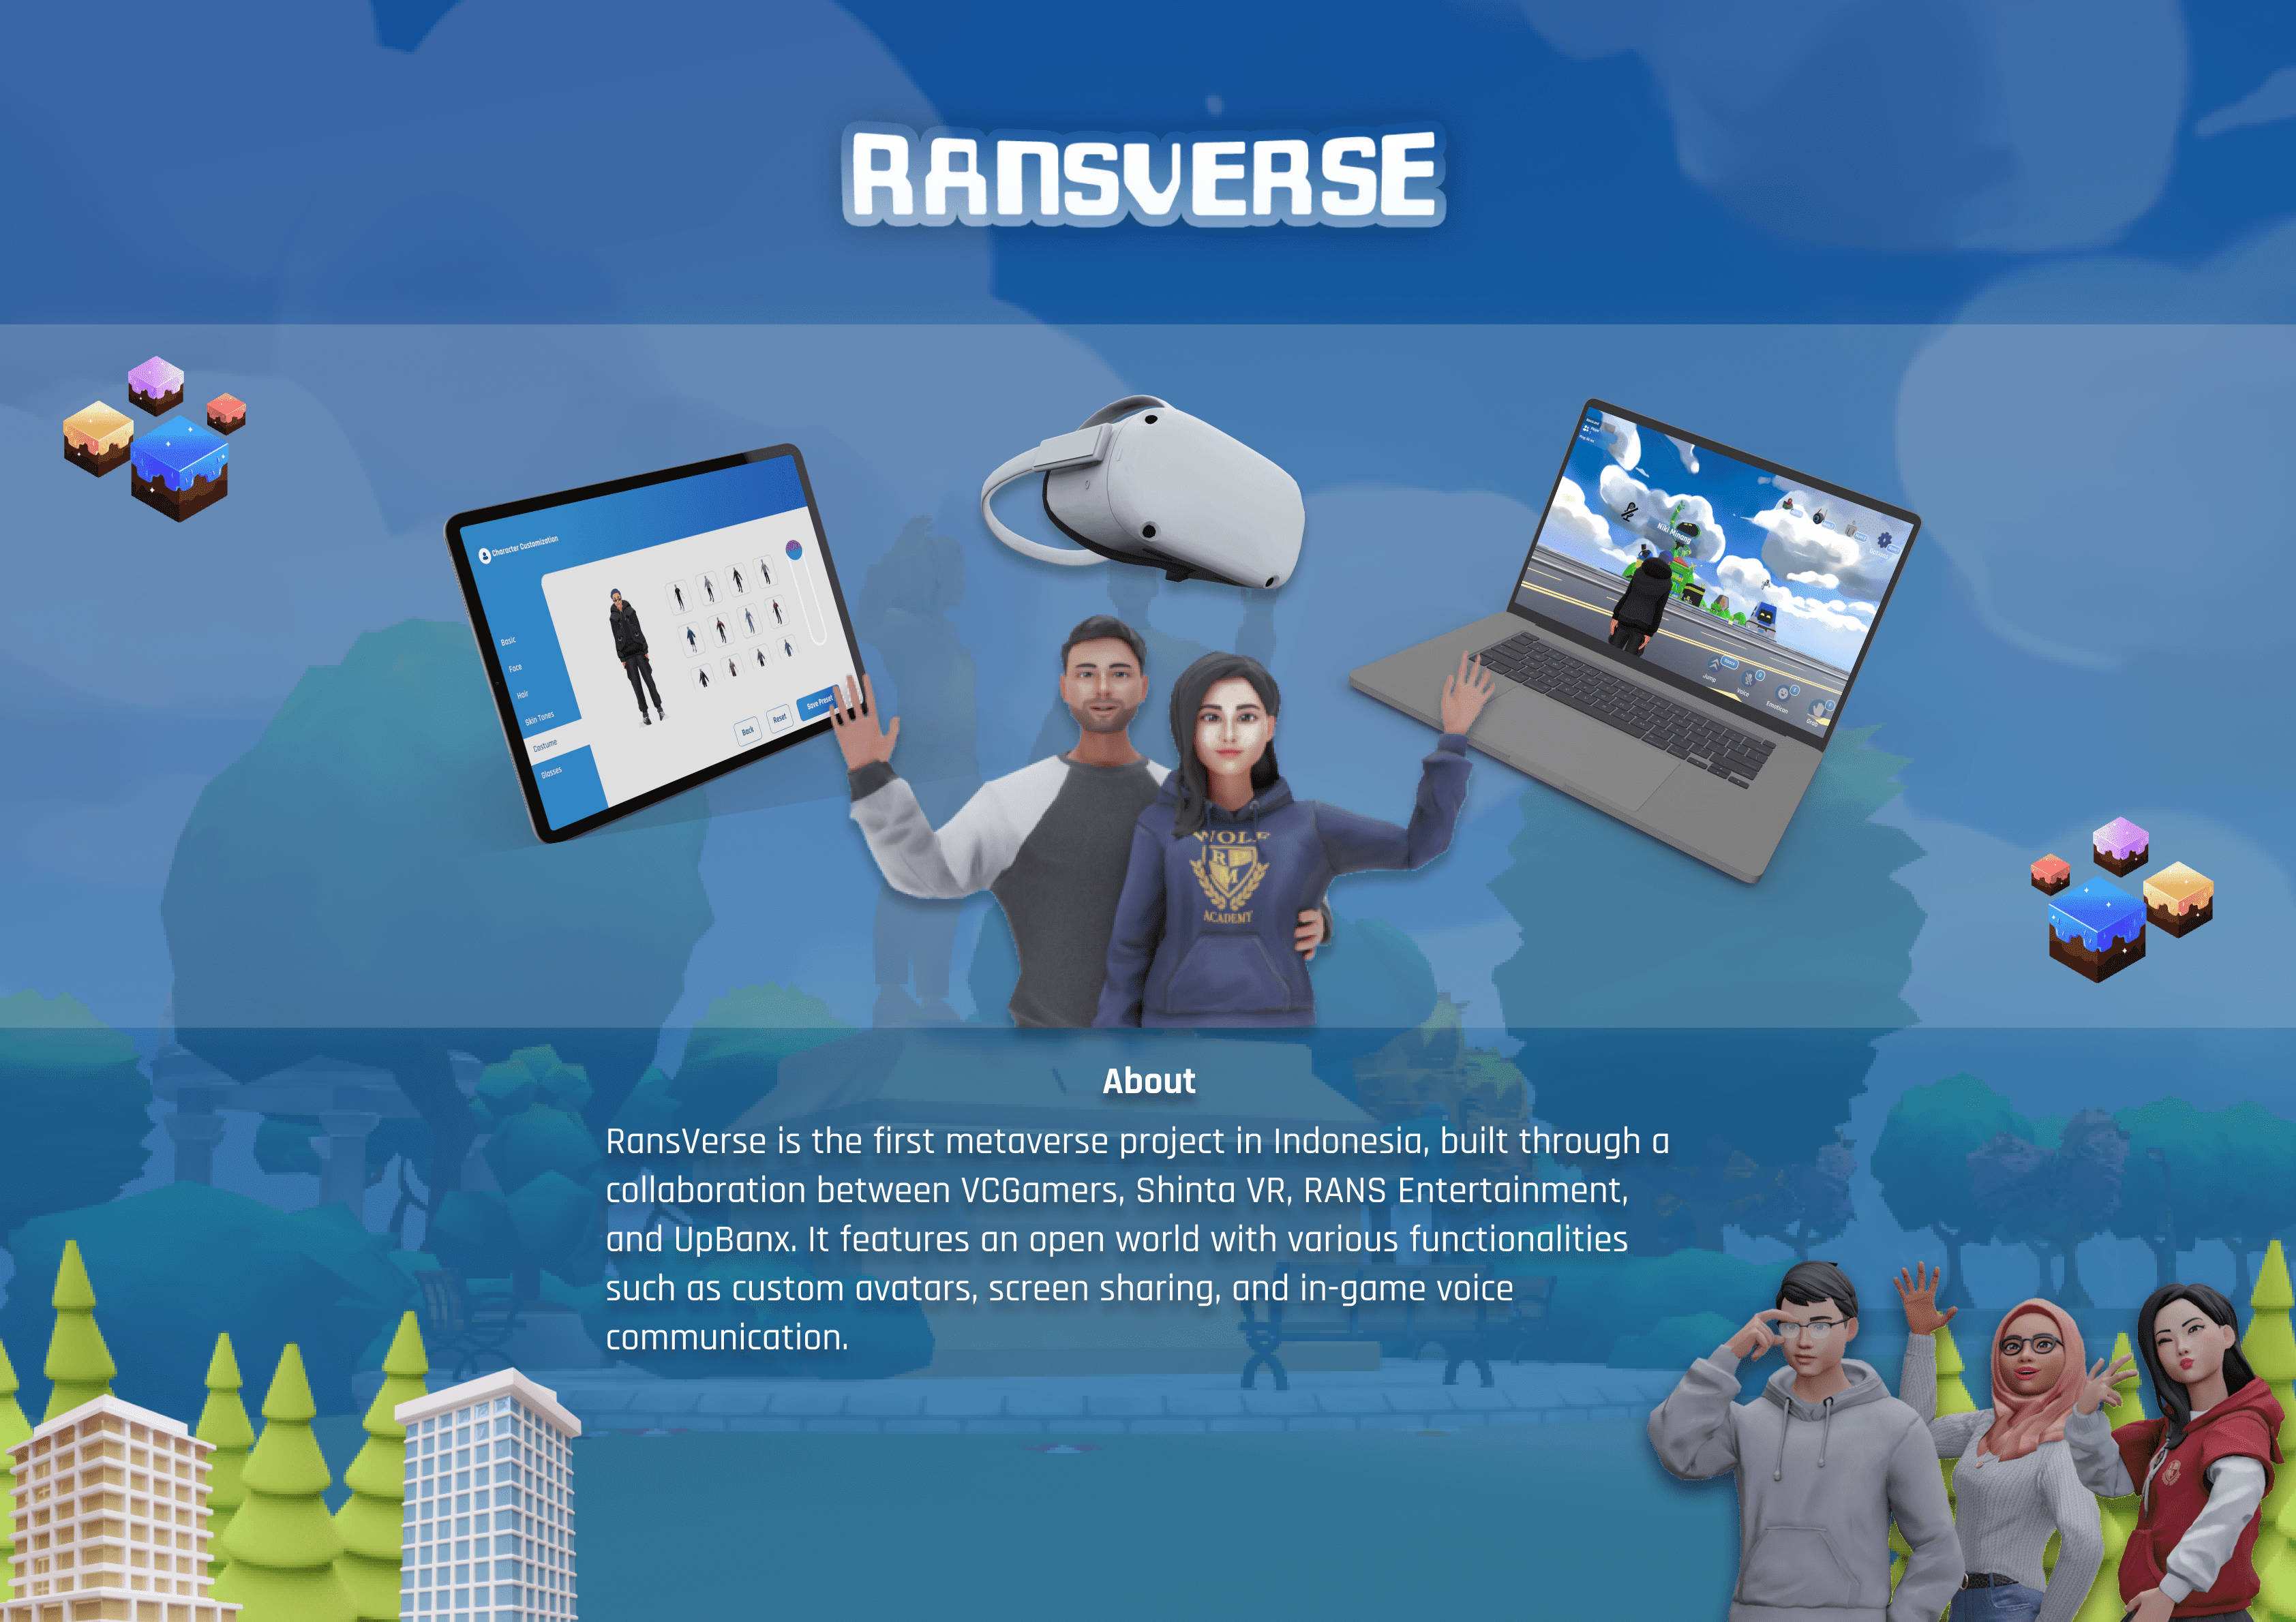 RANSVERSE
Character Customization
Basic
Face
Hair
Skin Tones
Costume
Glasses
Back
Reset
Save Preset
Niki Minang
Jump
Voice
Emoticon
Grab
WOLF
R
M
ACADEMY
About
RansVerse is the first metaverse project in Indonesia, built through a
collaboration between VCGamers, Shinta VR, RANS Entertainment,
and UpBanx. It features an open world with various functionalities
such as custom avatars, screen sharing, and in-game voice
communication.